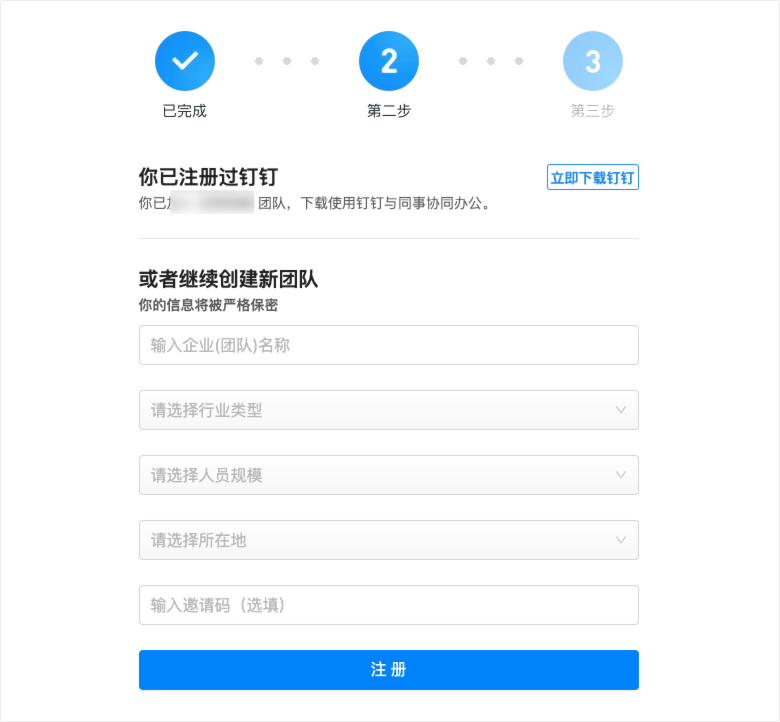 2
3
已完成
第二步
第三步
你已注册过钉钉
立即下载钉钉
你已 团队，下载使用钉钉与同事协同办公。
或者继续创建新团队
你的信息将被严格保密
输入企业(团队)名称
请选择行业类型
请选择人员规模
请选择所在地
输入邀请码（选填）
注 册